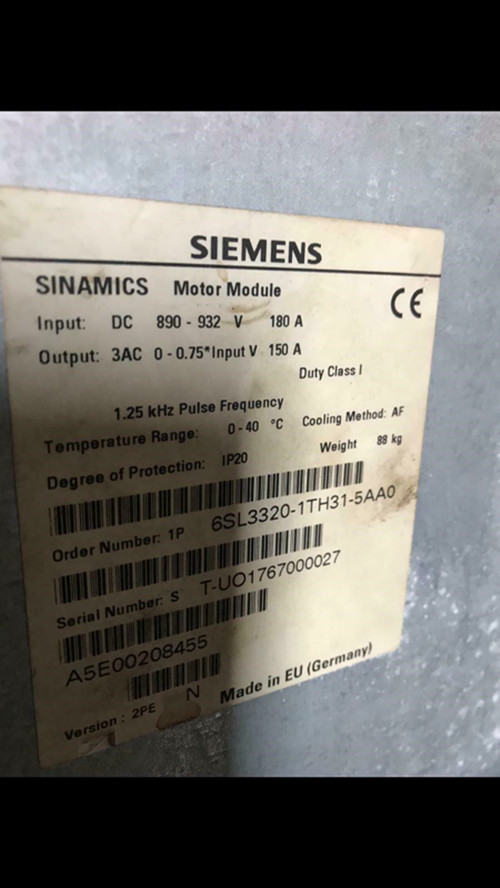 SIEMENS
SINAMICS Motor Module
CE
Input: DC 890 - 932 V 180 A
Output: 3AC 0 - 0.75*Input V 150 A
Duty Class I
1.25 kHz Pulse Frequency
Temperature Range: 0-40 °C Cooling Method: AF
Degree of Protection: IP20 Weight 88 kg
Order Number: 1P 6SL3320-1TH31-5AA0
Serial Number: S T-UO1767000027
A5E00208455
Version : 2PE N Made in EU (Germany)